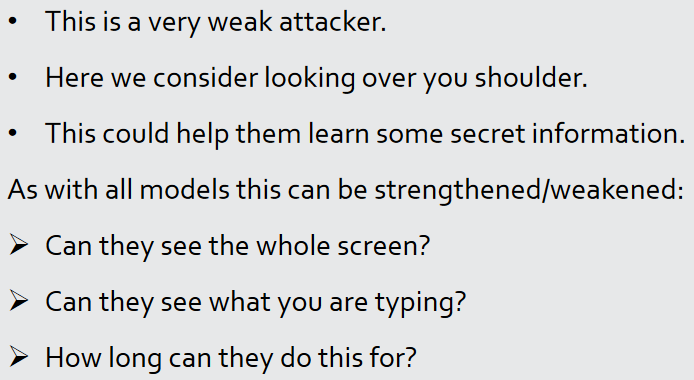 • This is a very weak attacker.
• Here we consider looking over you shoulder.
• This could help them learn some secret information.
As with all models this can be strengthened/weakened:
➢ Can they see the whole screen?
➢ Can they see what you are typing?
➢ How long can they do this for?